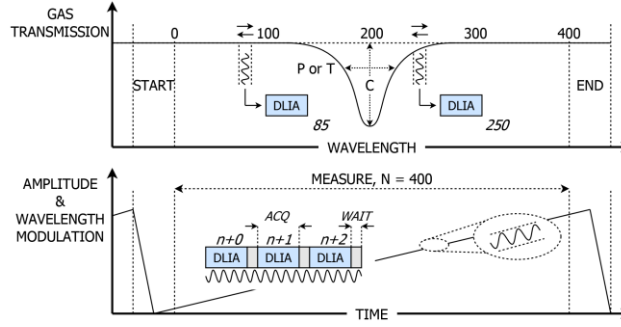 GAS
TRANSMISSION
0 100 200 300 400
START
P or T
C
DLIA
85
DLIA
250
END
WAVELENGTH
AMPLITUDE
&
WAVELENGTH
MODULATION
MEASURE, N = 400
ACQ WAIT
n+0 n+1 n+2
DLIA DLIA DLIA
TIME